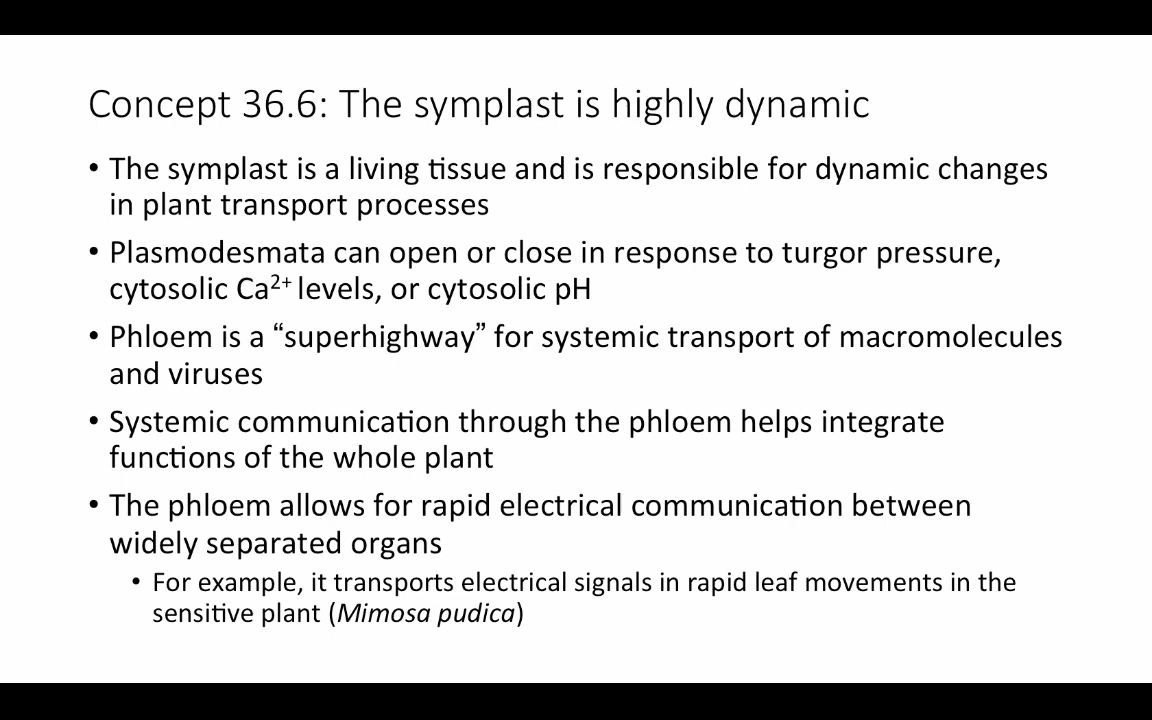 Concept 36.6: The symplast is highly dynamic
• The symplast is a living tissue and is responsible for dynamic changes
in plant transport processes
• Plasmodesmata can open or close in response to turgor pressure,
cytosolic Ca²⁺ levels, or cytosolic pH
• Phloem is a “superhighway” for systemic transport of macromolecules
and viruses
• Systemic communication through the phloem helps integrate
functions of the whole plant
• The phloem allows for rapid electrical communication between
widely separated organs
• For example, it transports electrical signals in rapid leaf movements in the
sensitive plant (Mimosa pudica)